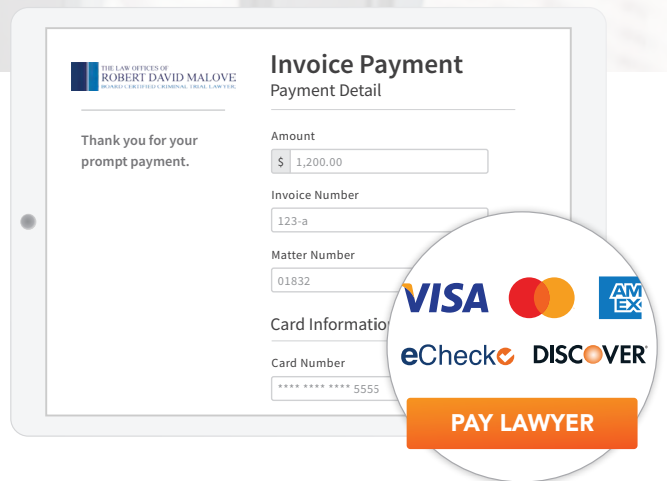 THE LAW OFFICES OF
ROBERT DAVID MALOVE
BOARD CERTIFIED CRIMINAL TRIAL LAWYER
Thank you for your
prompt payment.
Invoice Payment
Payment Detail
Amount
$ 1,200.00
Invoice Number
123-a
Matter Number
01832
Card Informatio
Card Number
**** **** **** 5555
VISA
AM
EX
eCheck
DISCOVER
PAY LAWYER